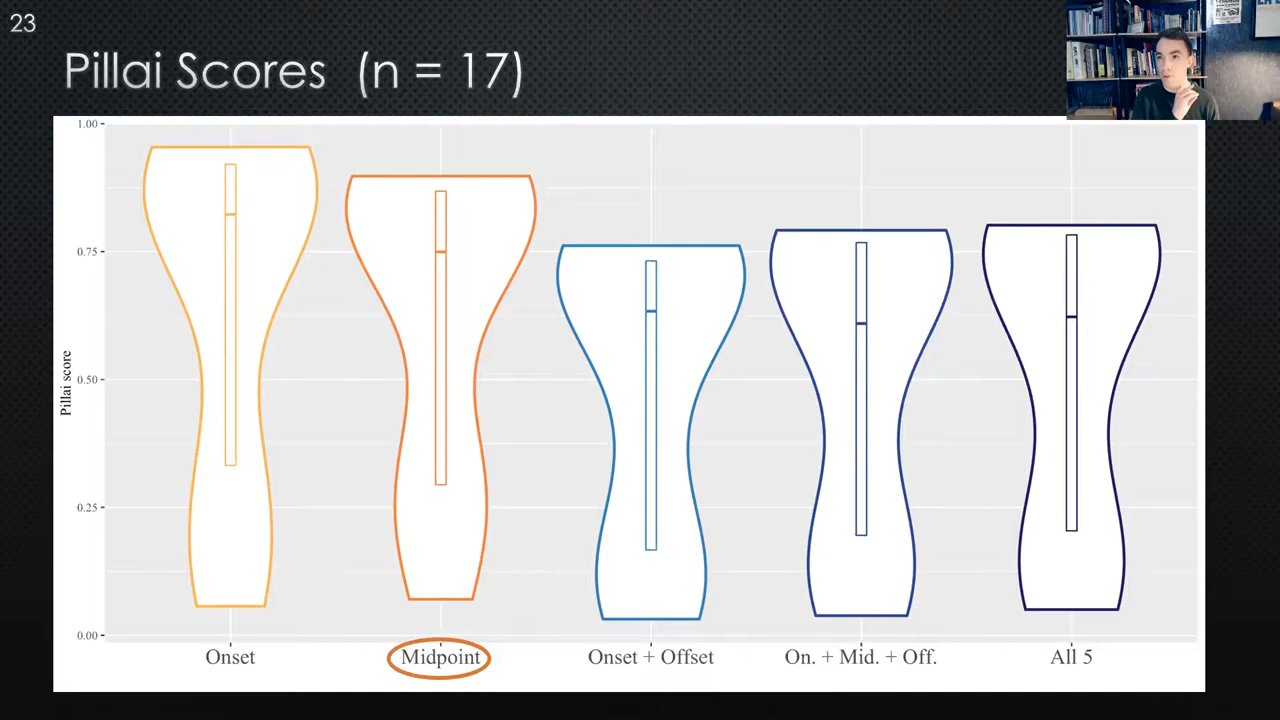 23
Pillai Scores (n = 17)
1.00
0.75
0.50
0.25
0.00
Pillai score
Onset
Midpoint
Onset + Offset
On. + Mid. + Off.
All 5